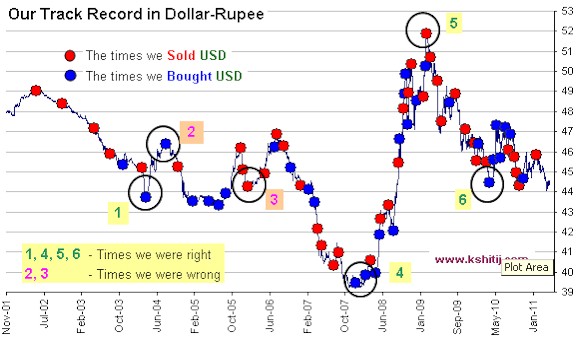 Our Track Record in Dollar-Rupee
The times we Sold USD
The times we Bought USD
53
52
51
50
49
48
47
46
45
44
43
42
41
40
39
1
2
3
4
5
6
1, 4, 5, 6 - Times we were right
2, 3 - Times we were wrong
www.kshitij.com
Plot Area
Nov-01
Jul-02
Feb-03
Oct-03
Jun-04
Feb-05
Oct-05
Jun-06
Feb-07
Oct-07
Jun-08
Jan-09
Sep-09
May-10
Jan-11